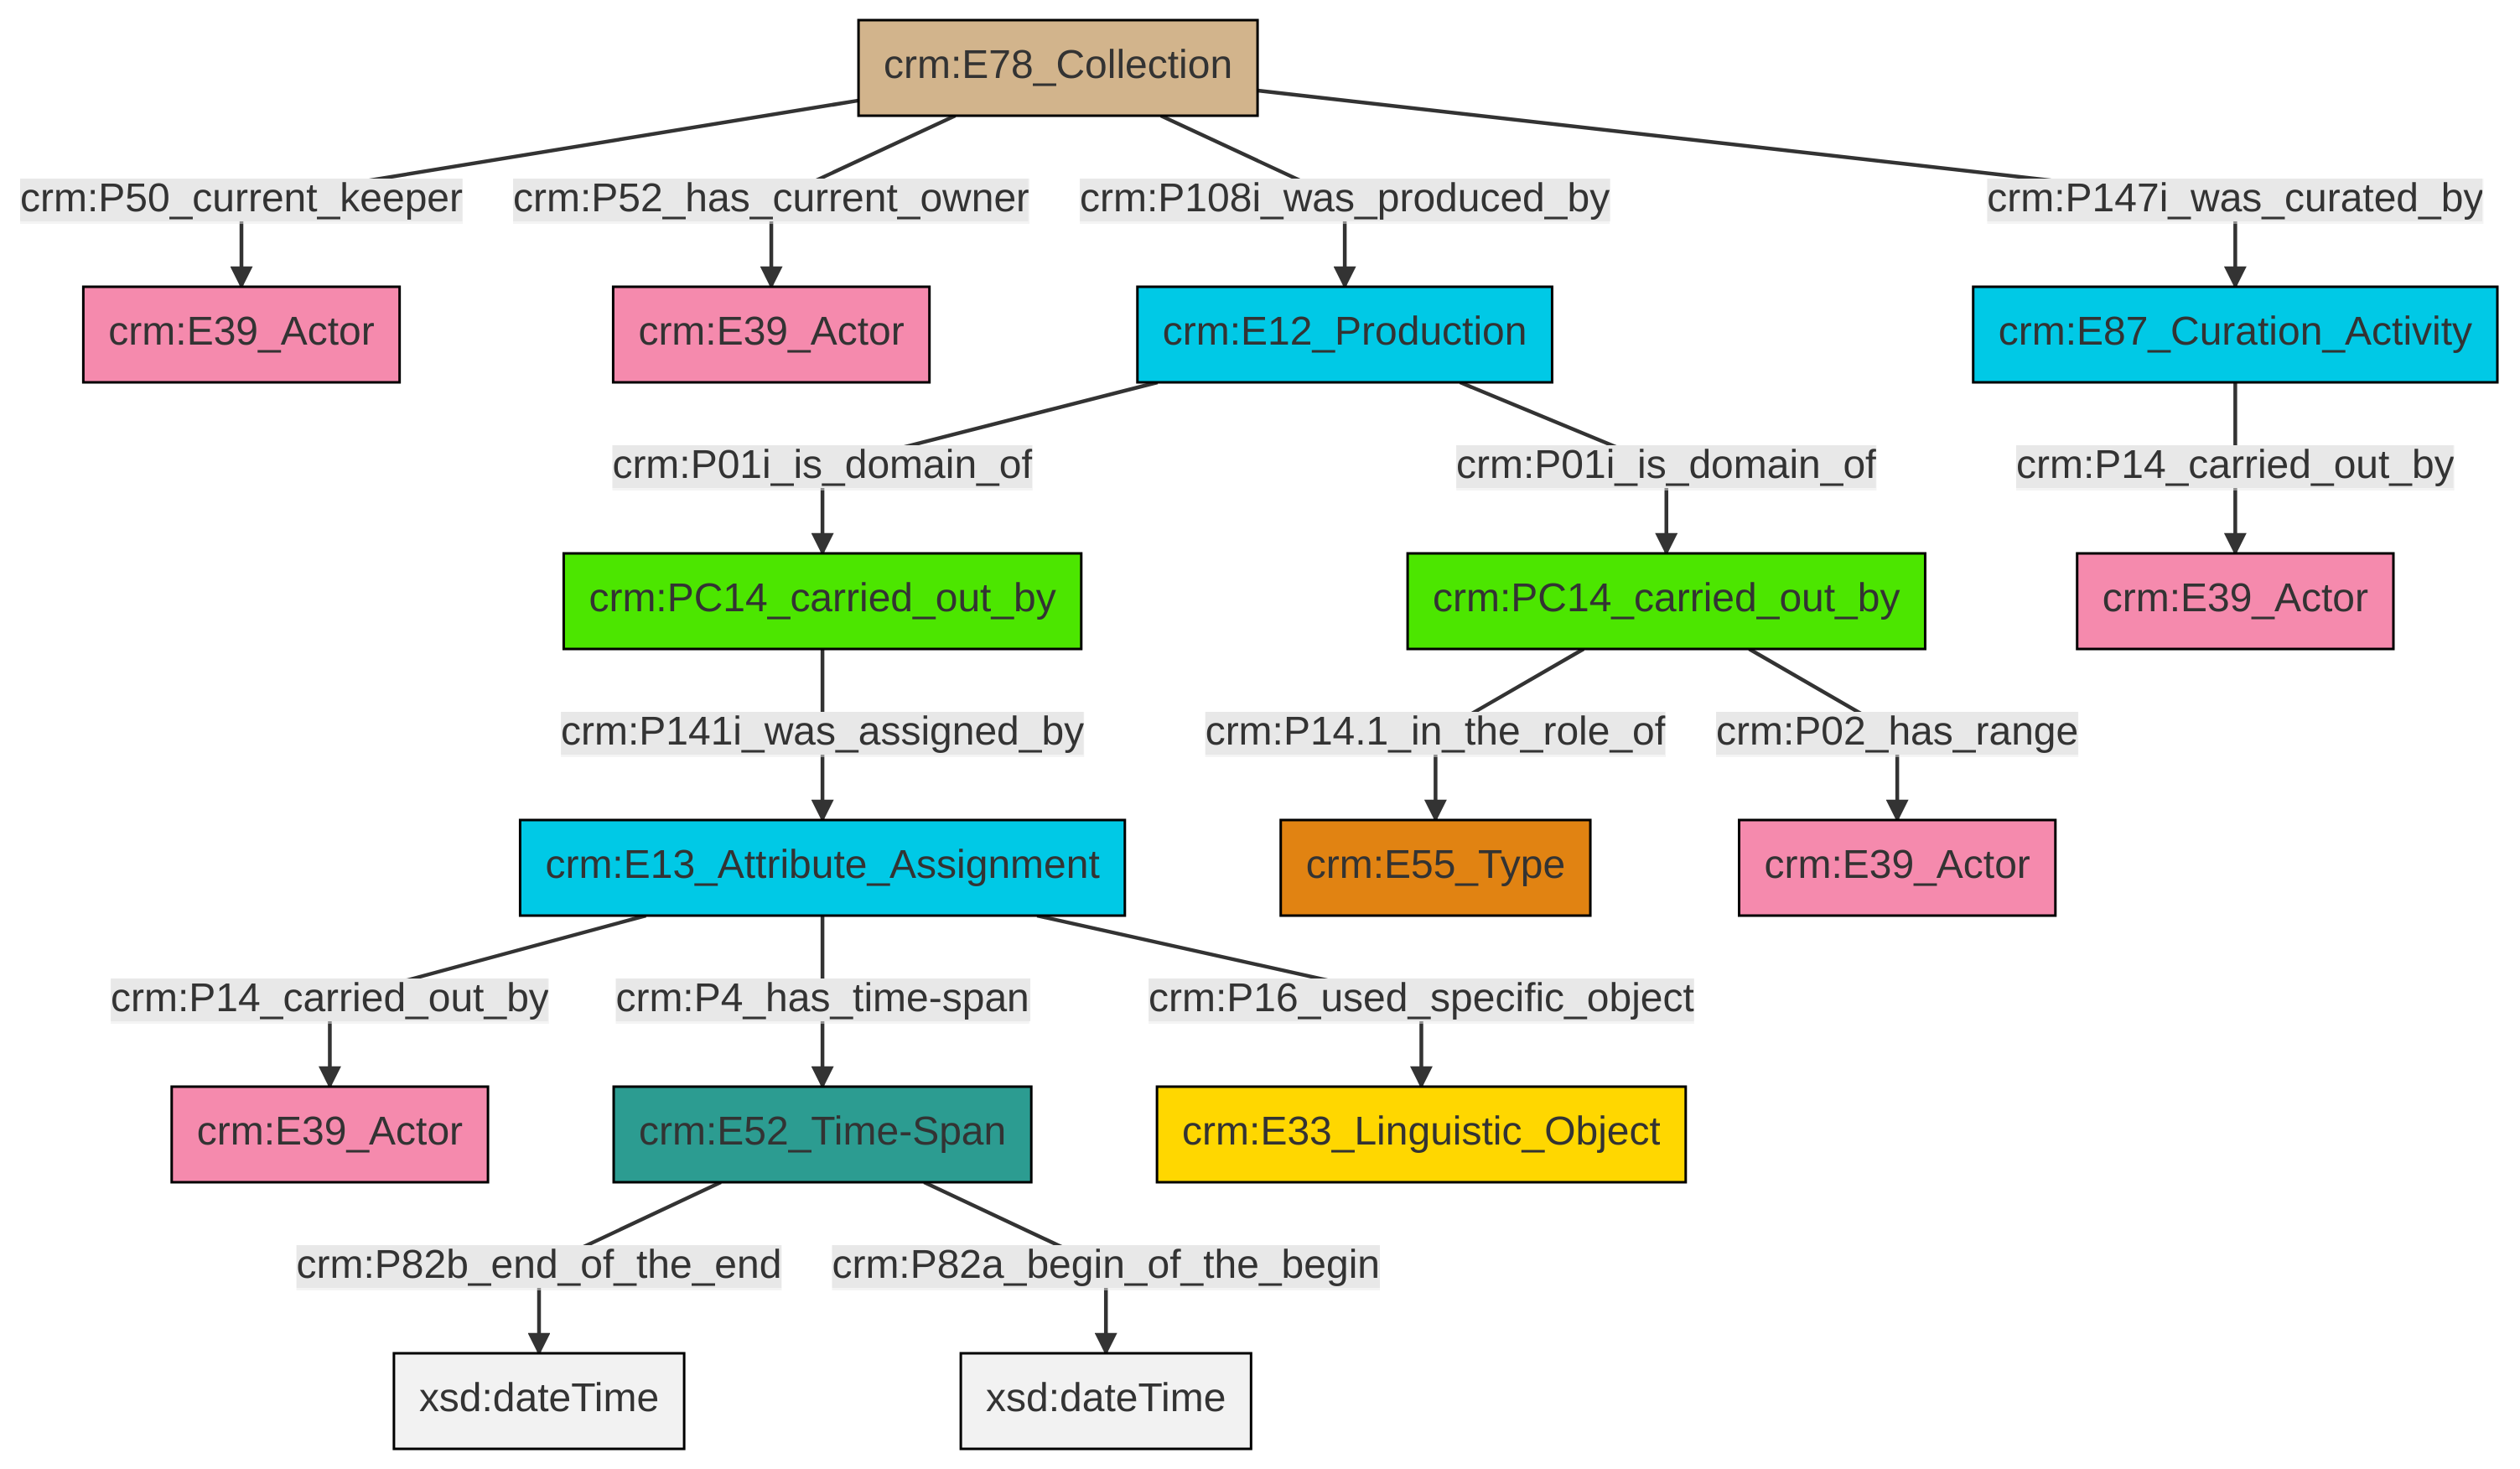 crm:E78_Collection
crm:P50_current_keeper
crm:P52_has_current_owner
crm:P108i_was_produced_by
crm:P147i_was_curated_by
crm:E39_Actor
crm:E39_Actor
crm:E12_Production
crm:E87_Curation_Activity
crm:P01i_is_domain_of
crm:P01i_is_domain_of
crm:P14_carried_out_by
crm:PC14_carried_out_by
crm:PC14_carried_out_by
crm:E39_Actor
crm:P141i_was_assigned_by
crm:P14.1_in_the_role_of
crm:P02_has_range
crm:E13_Attribute_Assignment
crm:E55_Type
crm:E39_Actor
crm:P14_carried_out_by
crm:P4_has_time-span
crm:P16_used_specific_object
crm:E39_Actor
crm:E52_Time-Span
crm:E33_Linguistic_Object
crm:P82b_end_of_the_end
crm:P82a_begin_of_the_begin
xsd:dateTime
xsd:dateTime